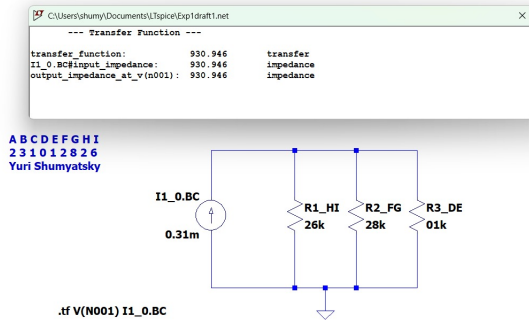 C:\Users\shumy\Documents\LTspice\Exp1draft1.net
--- Transfer Function ---
transfer_function: 930.946 transfer
I1_0.BC#input_impedance: 930.946 impedance
output_impedance_at_v(n001): 930.946 impedance
A B C D E F G H I
2 3 1 0 1 2 8 2 6
Yuri Shumyatsky
I1_0.BC
0.31m
R1_HI
26k
R2_FG
28k
R3_DE
01k
.tf V(N001) I1_0.BC